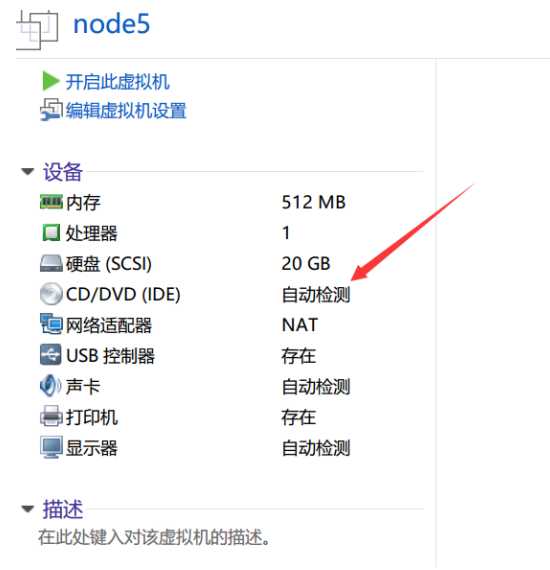 node5
开启此虚拟机
编辑虚拟机设置
设备
内存 512 MB
处理器 1
硬盘 (SCSI) 20 GB
CD/DVD (IDE) 自动检测
网络适配器 NAT
USB 控制器 存在
声卡 自动检测
打印机 存在
显示器 自动检测
描述
在此处键入对该虚拟机的描述。